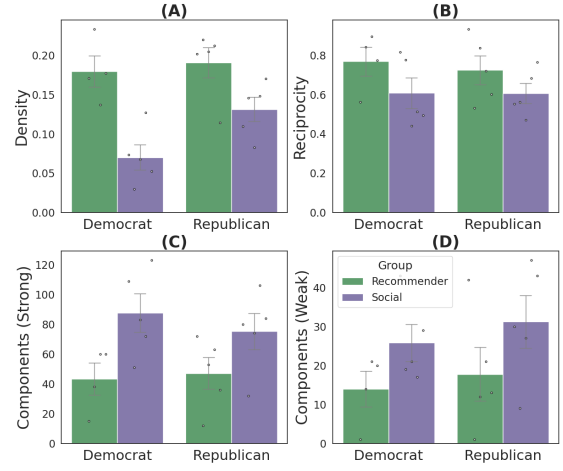 (A)
Density
0.20
0.15
0.10
0.05
0.00
Democrat
Republican
(B)
Reciprocity
0.8
0.6
0.4
0.2
0.0
Democrat
Republican
(C)
Components (Strong)
120
100
80
60
40
20
0
Democrat
Republican
(D)
Components (Weak)
40
30
20
10
0
Group
Recommender
Social
Democrat
Republican